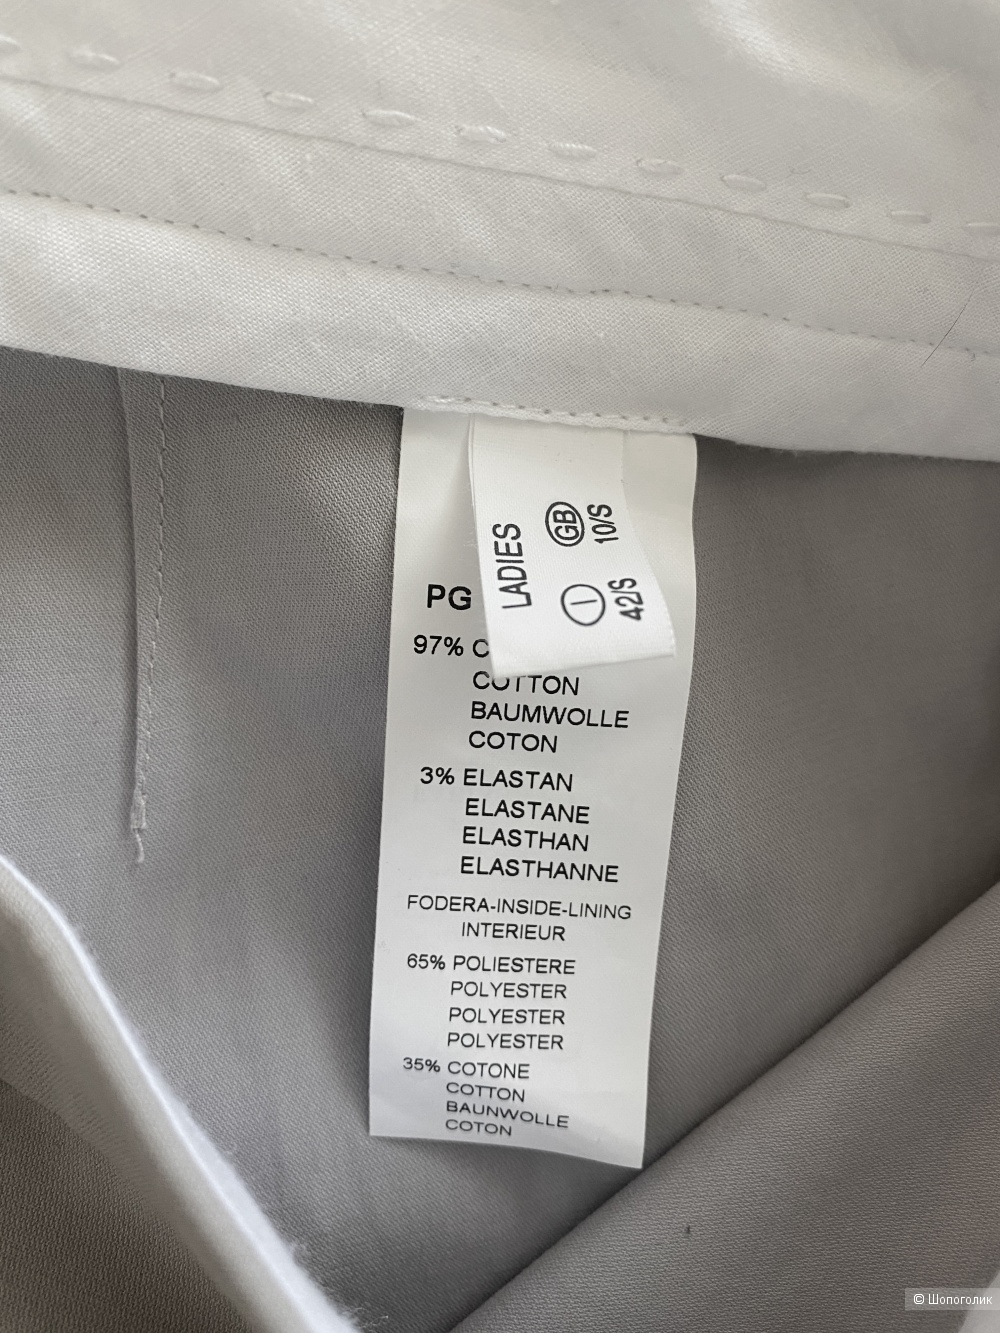 LADIES
GB
10/S
I
42/S
PG
97% C
COTTON
BAUMWOLLE
COTON
3% ELASTAN
ELASTANE
ELASTHAN
ELASTHANNE
FODERA-INSIDE-LINING
INTERIEUR
65% POLIESTERE
POLYESTER
POLYESTER
POLYESTER
35% COTONE
COTTON
BAUNWOLLE
COTON
© Шопоголик